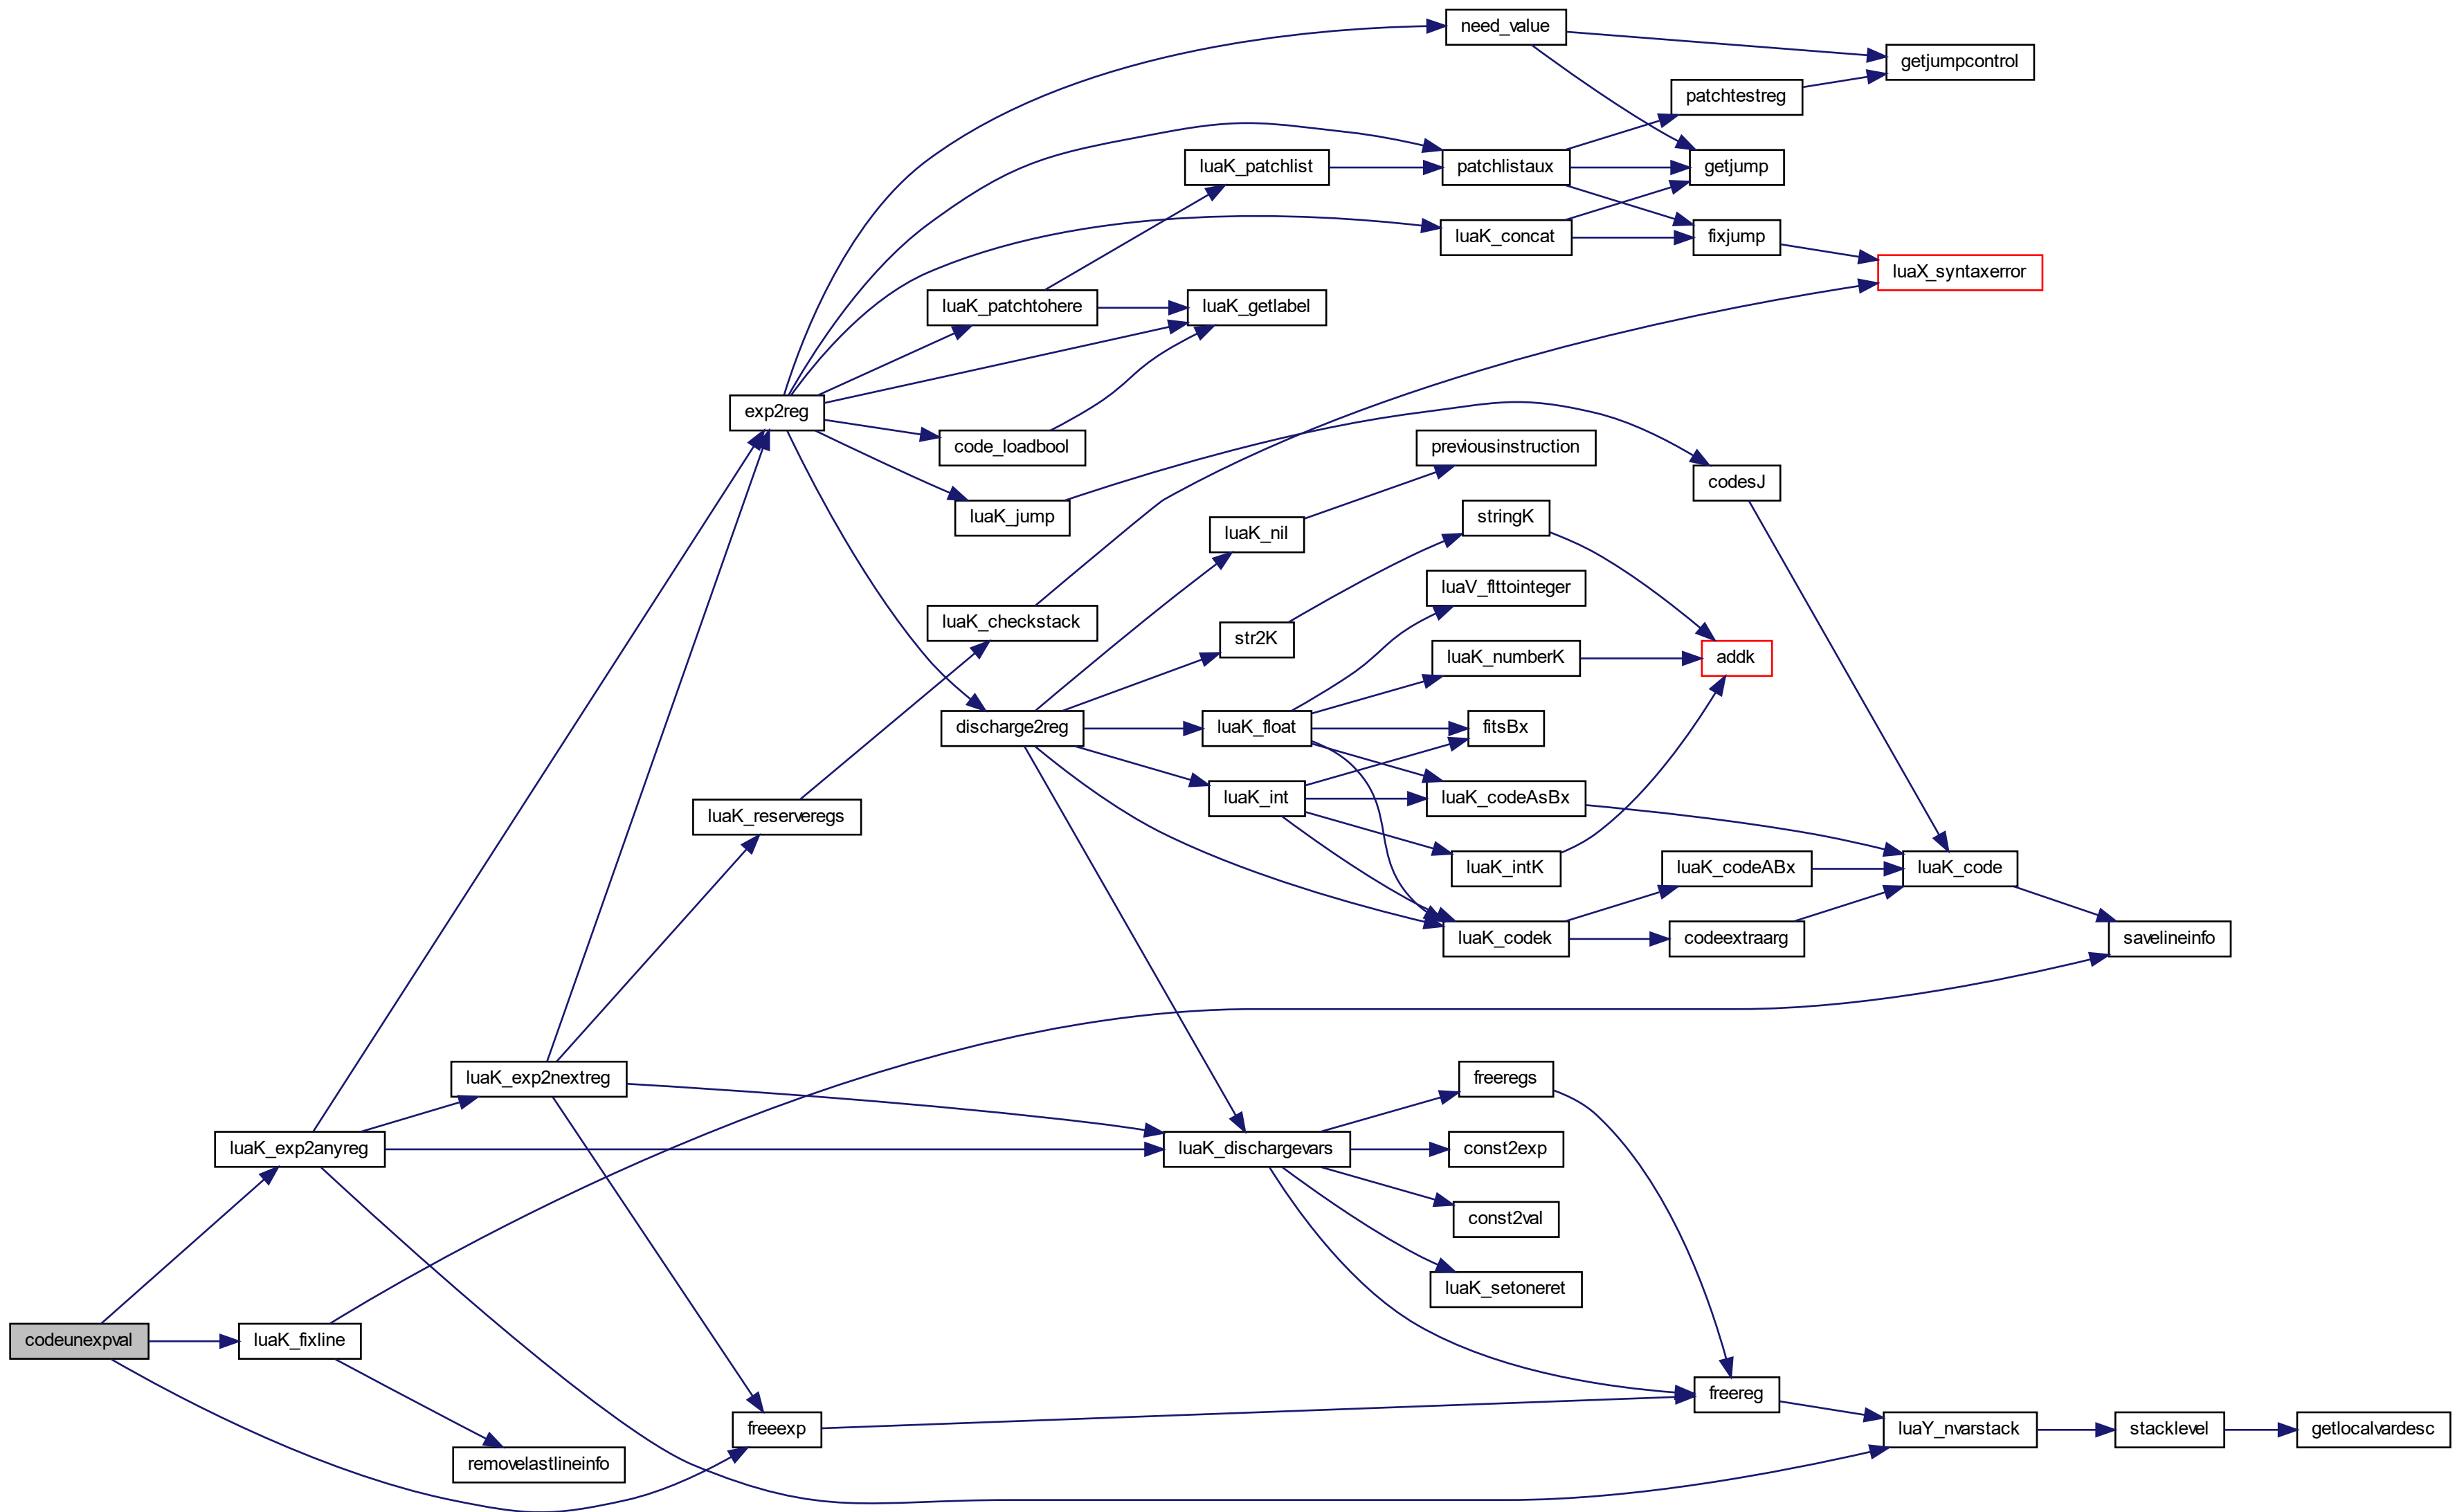 need_value
getjumpcontrol
patchtestreg
luaK_patchlist
patchlistaux
getjump
luaK_concat
fixjump
luaX_syntaxerror
luaK_patchtohere
luaK_getlabel
exp2reg
code_loadbool
previousinstruction
codesJ
luaK_jump
luaK_nil
stringK
luaV_flttointeger
luaK_checkstack
str2K
luaK_numberK
addk
discharge2reg
luaK_float
fitsBx
luaK_int
luaK_codeAsBx
luaK_reserveregs
luaK_intK
luaK_codeABx
luaK_code
luaK_codek
codeextraarg
savelineinfo
luaK_exp2nextreg
freeregs
luaK_exp2anyreg
luaK_dischargevars
const2exp
const2val
luaK_setoneret
codeunexpval
luaK_fixline
freereg
freeexp
luaY_nvarstack
stacklevel
getlocalvardesc
removelastlineinfo